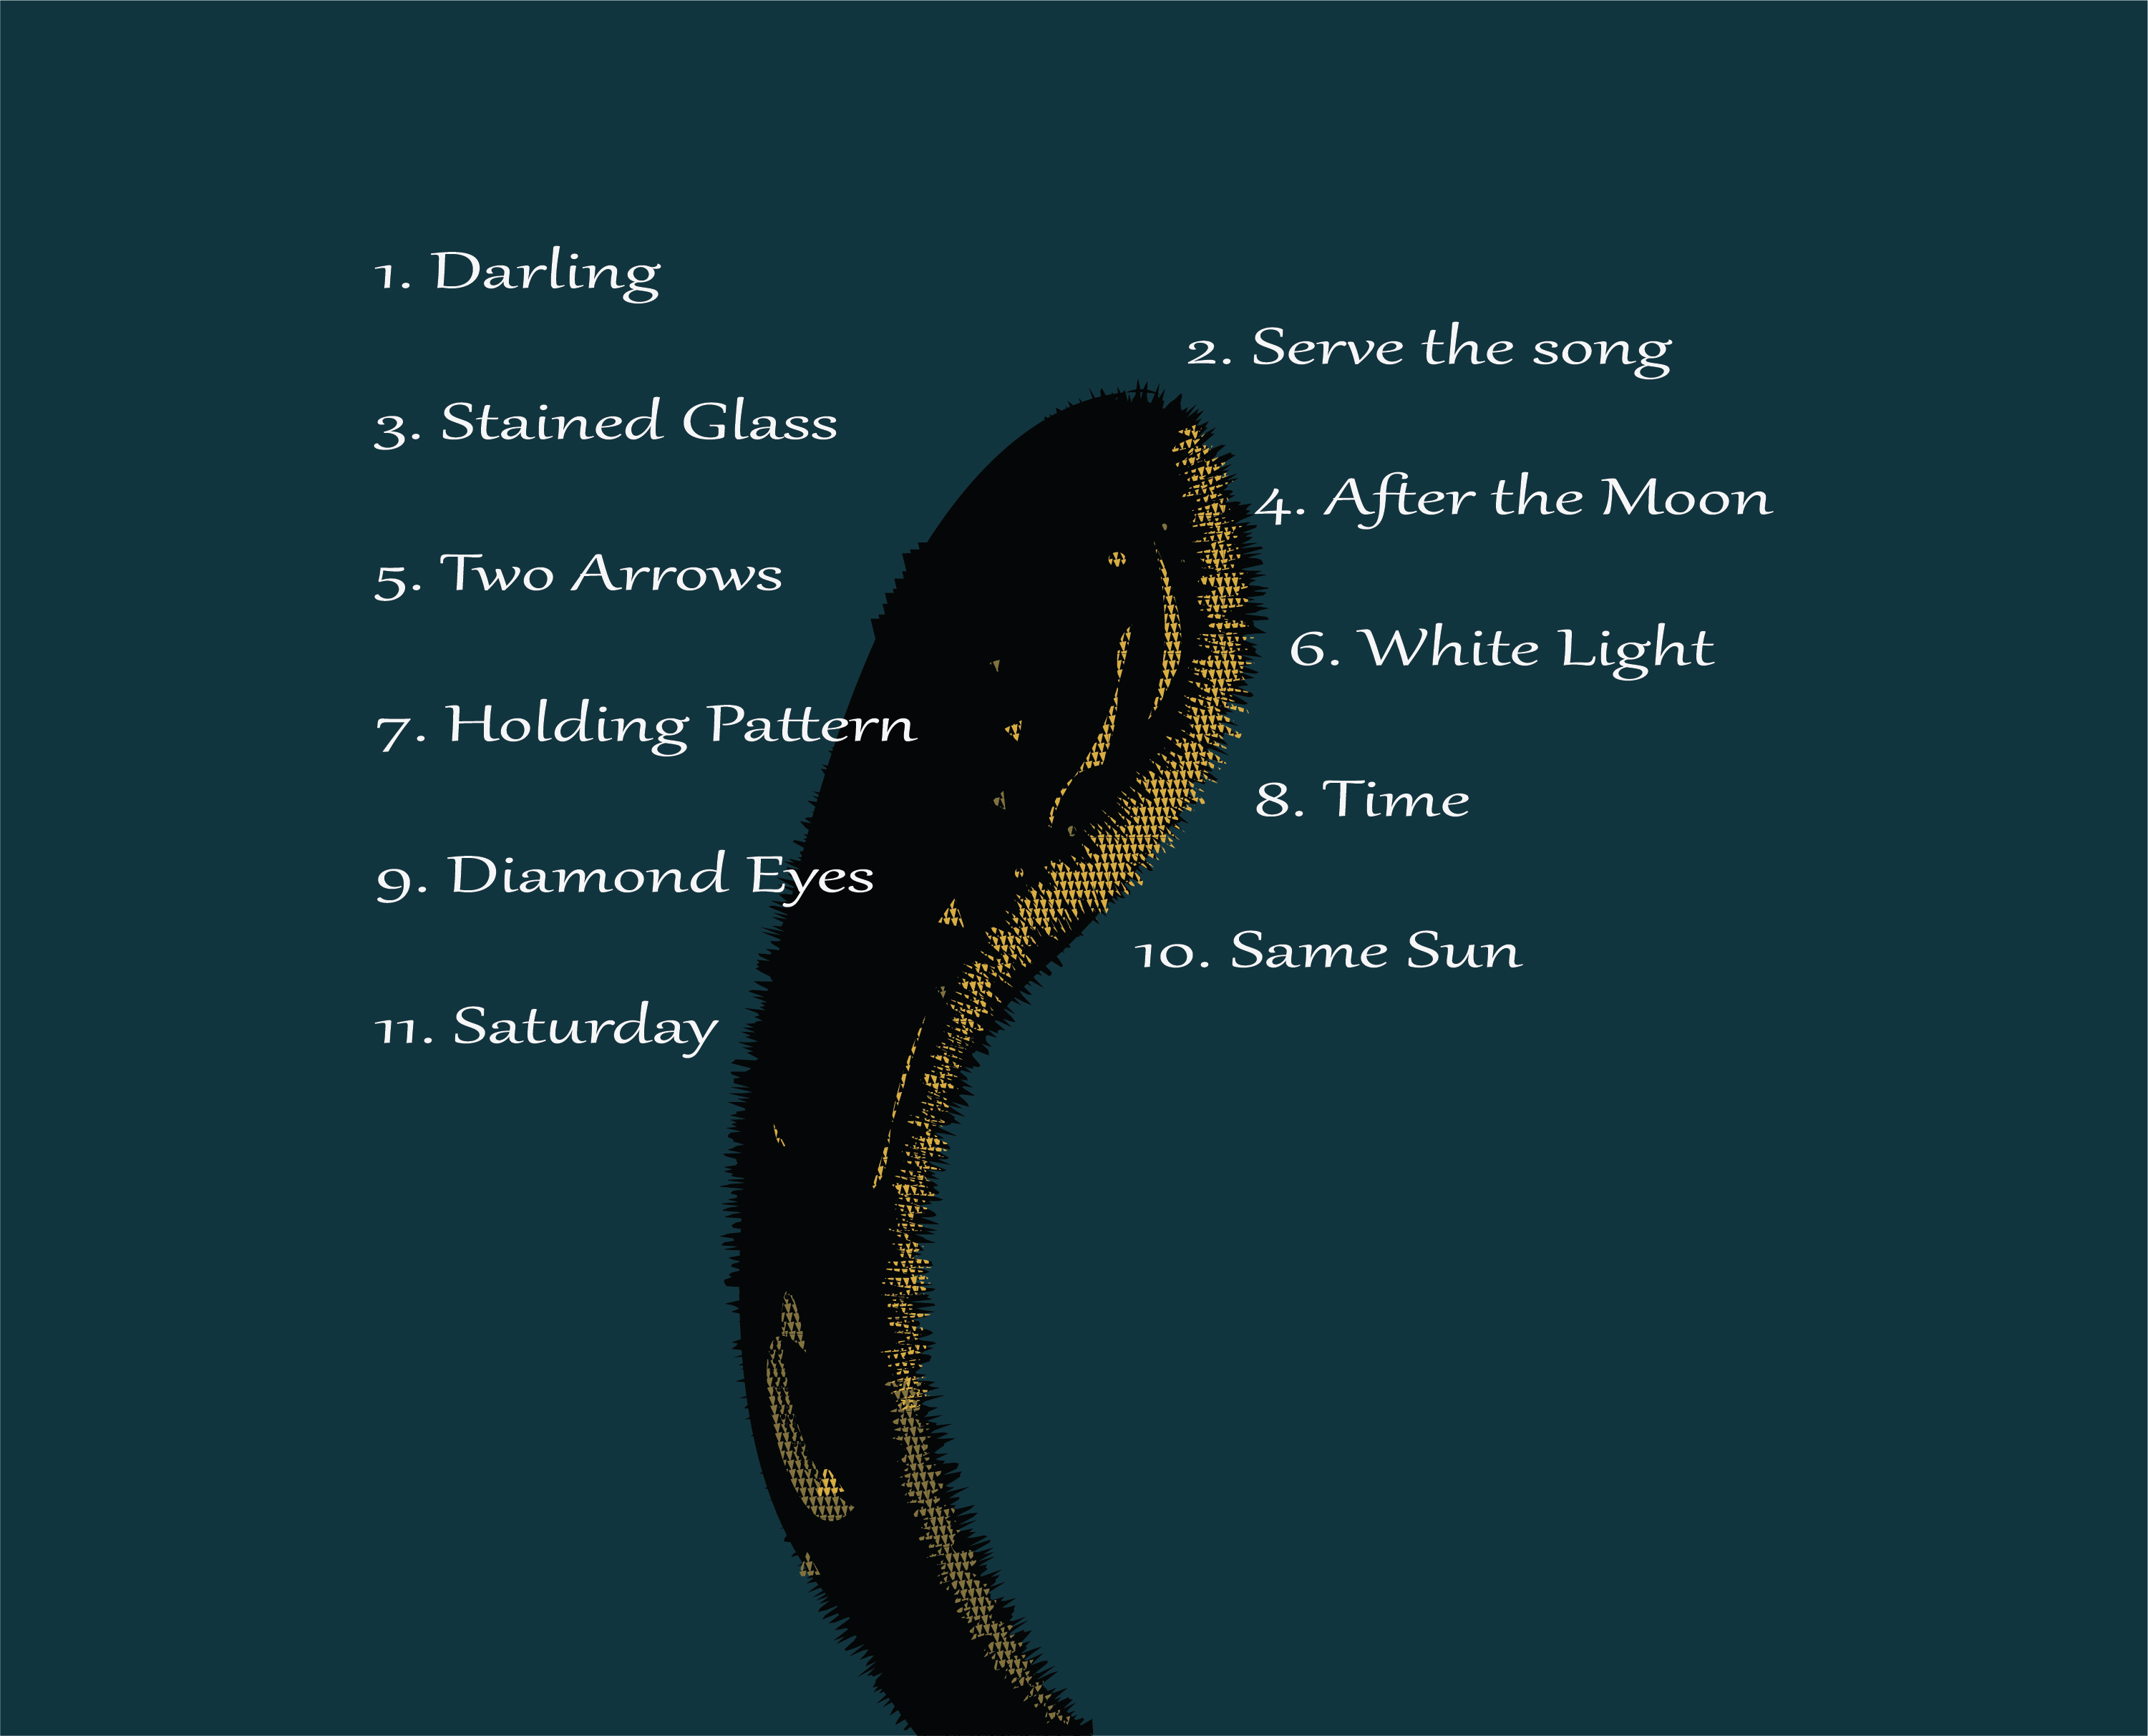 1. Darling
2. Serve the song
3. Stained Glass
4. After the Moon
5. Two Arrows
6. White Light
7. Holding Pattern
8. Time
9. Diamond Eyes
10. Same Sun
11. Saturday